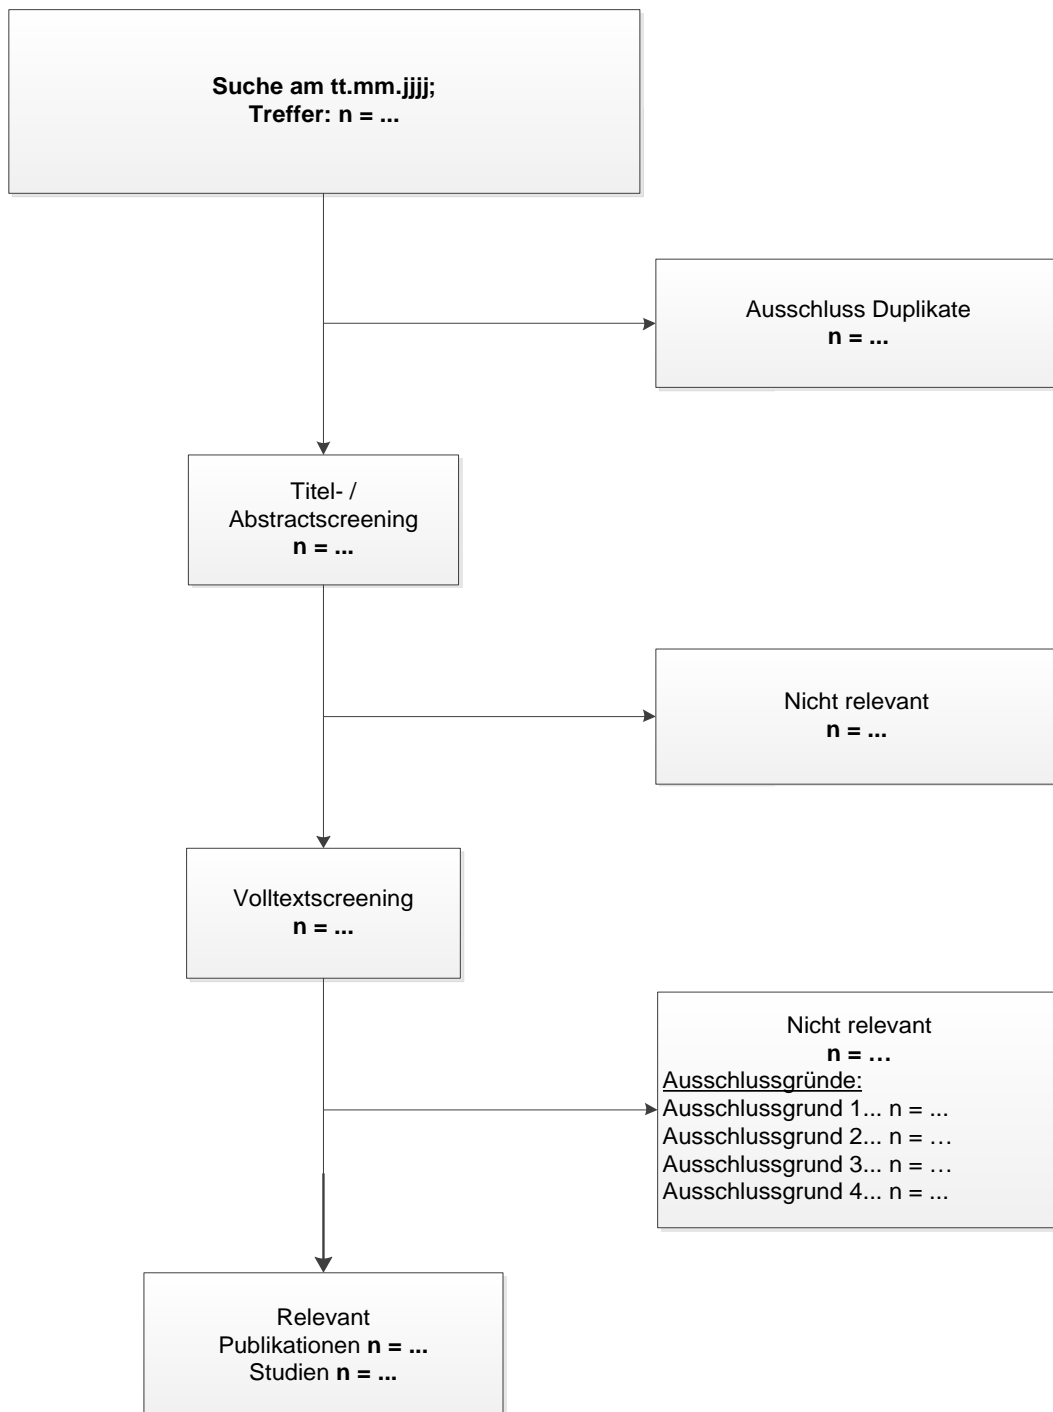 Suche am tt.mm.jjjj;
Treffer: n = ...
Ausschluss Duplikate
n = ...
Titel- /
Abstractscreening
n = ...
Nicht relevant
n = ...
Volltextscreening
n = ...
Nicht relevant
n = …
Ausschlussgründe:
Ausschlussgrund 1... n = ...
Ausschlussgrund 2... n = …
Ausschlussgrund 3... n = …
Ausschlussgrund 4... n = ...
Relevant
Publikationen n = ...
Studien n = ...